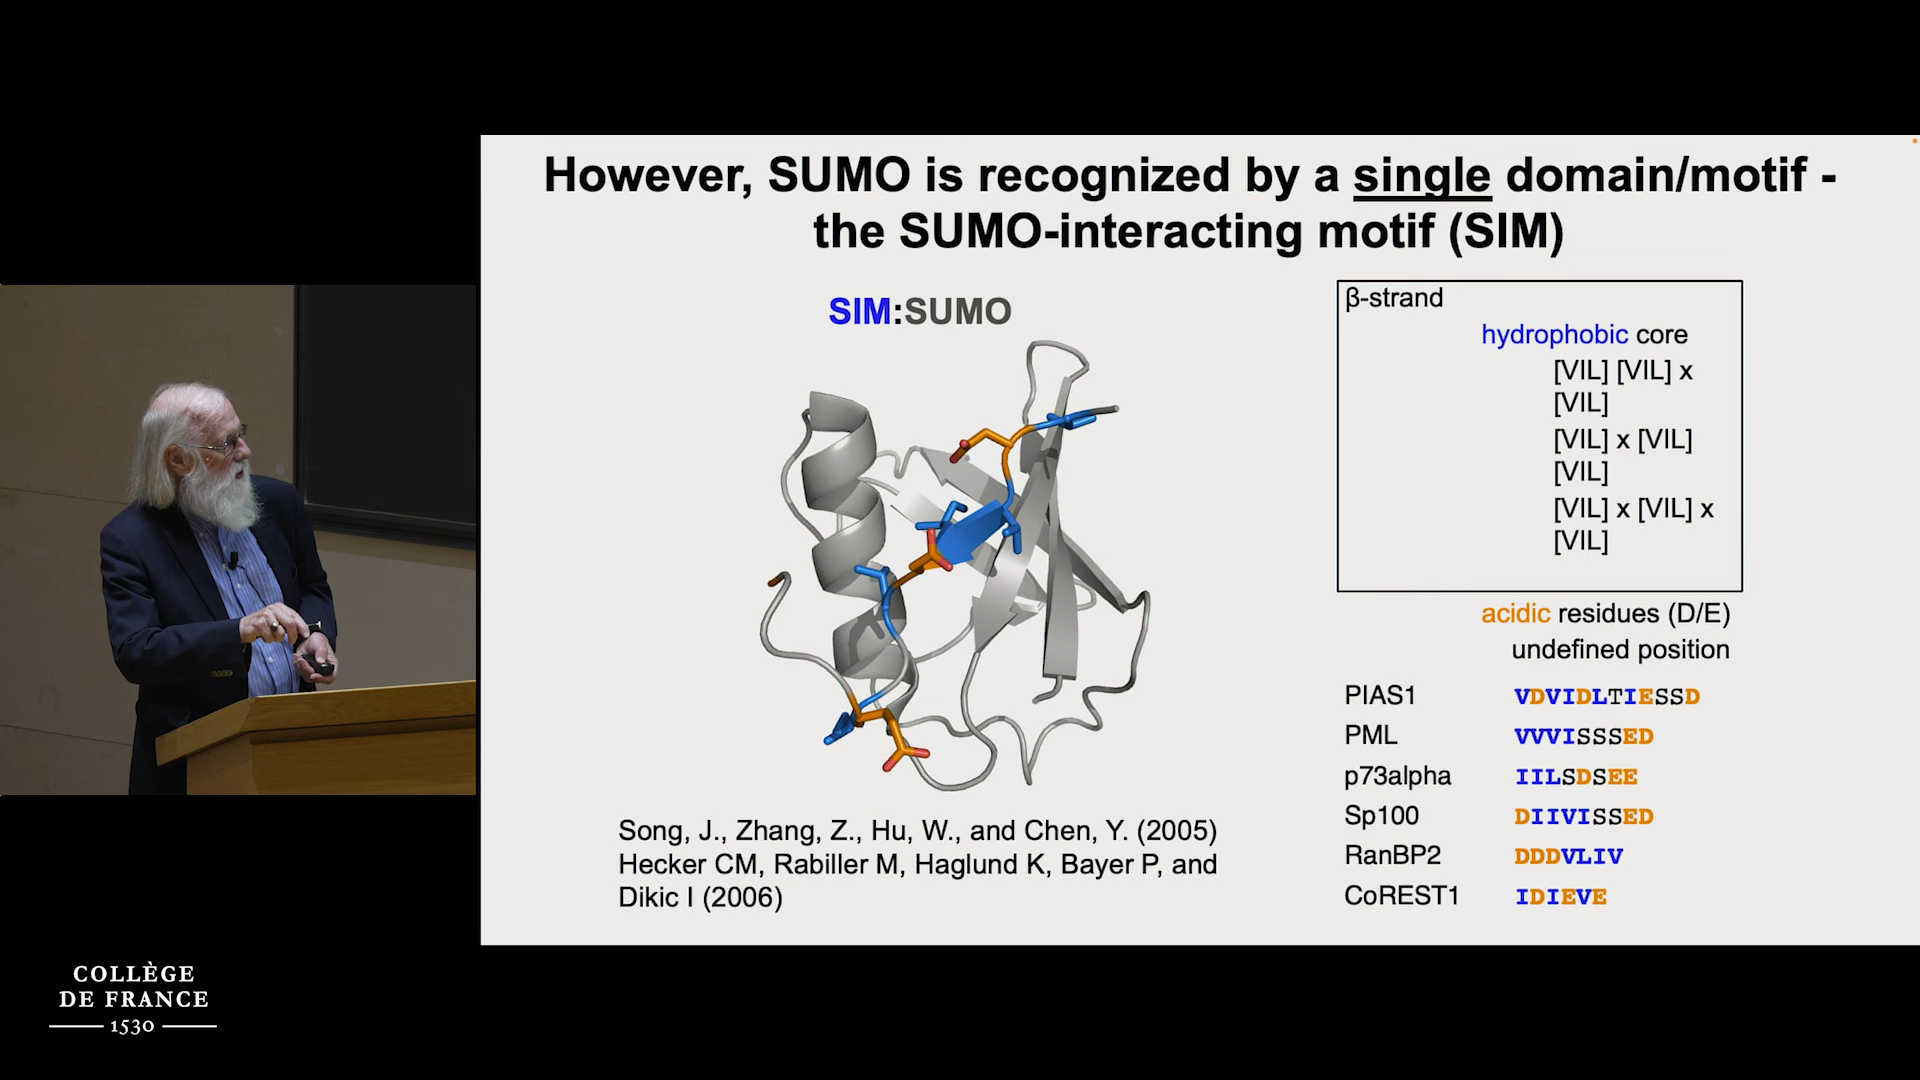 However, SUMO is recognized by a single domain/motif -
the SUMO-interacting motif (SIM)
SIM:SUMO
β-strand
hydrophobic core
[VIL] [VIL] x
[VIL]
[VIL] x [VIL]
[VIL]
[VIL] x [VIL] x
[VIL]
acidic residues (D/E)
undefined position
PIAS1 VDVIDLTIESSD
PML VVVISSSED
p73alpha IILSDSEE
Sp100 DIIVISSED
RanBP2 DDDVLIV
CoREST1 IDIEVE
Song, J., Zhang, Z., Hu, W., and Chen, Y. (2005)
Hecker CM, Rabiller M, Haglund K, Bayer P, and
Dikic I (2006)
COLLÈGE
DE FRANCE
1530